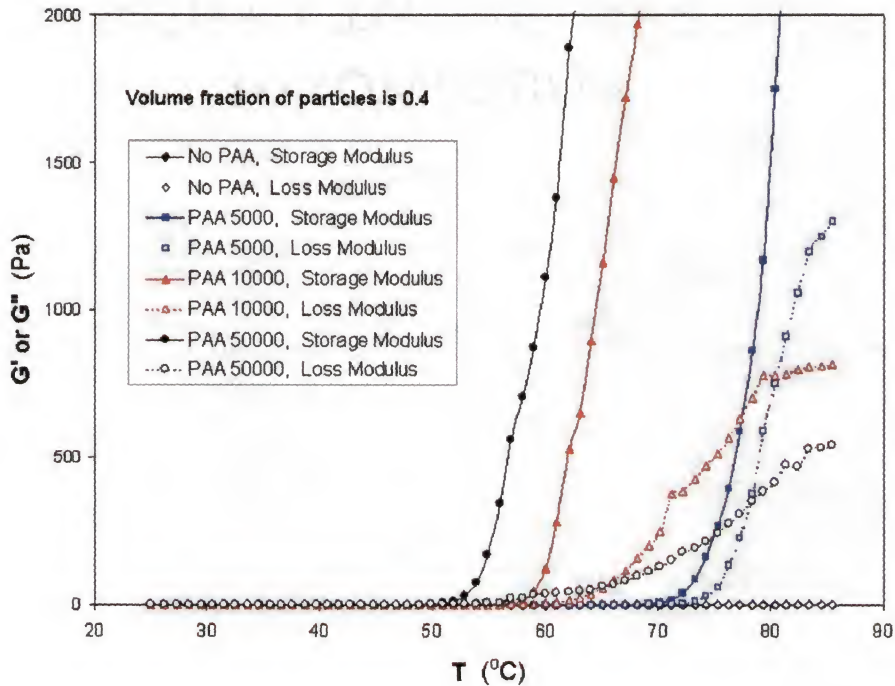 2000
1500
1000
500
0
G' or G" (Pa)
Volume fraction of particles is 0.4
No PAA, Storage Modulus
No PAA, Loss Modulus
PAA 5000, Storage Modulus
PAA 5000, Loss Modulus
PAA 10000, Storage Modulus
PAA 10000, Loss Modulus
PAA 50000, Storage Modulus
PAA 50000, Loss Modulus
20 30 40 50 60 70 80 90
T (⁰C)